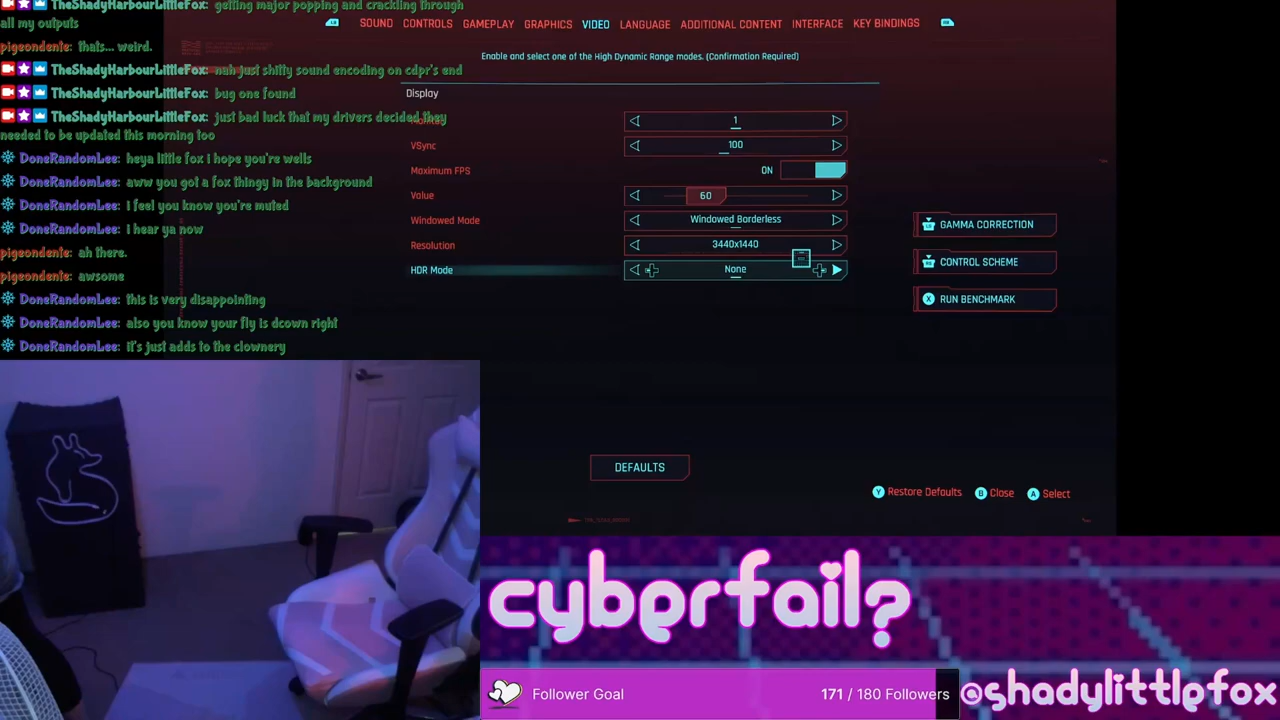 TheShadyHarbourLittleFox: getting major popping and crackling through
all my outputs
pigeondente: thats... weird.
TheShadyHarbourLittleFox: nah just shitty sound encoding on cdpr's end
TheShadyHarbourLittleFox: bug one found
TheShadyHarbourLittleFox: just bad luck that my drivers decided they
needed to be updated this morning too
DoneRandomLee: heya little fox i hope you're wells
DoneRandomLee: aww you got a fox thingy in the background
DoneRandomLee: i feel you know you're muted
DoneRandomLee: i hear ya now
pigeondente: ah there.
pigeondente: awsome
DoneRandomLee: this is very disappointing
DoneRandomLee: also you know your fly is dcown right
DoneRandomLee: it's just adds to the clownery
SOUND CONTROLS GAMEPLAY GRAPHICS VIDEO LANGUAGE ADDITIONAL CONTENT INTERFACE KEY BINDINGS
Enable and select one of the High Dynamic Range modes. (Confirmation Required)
Display
1
VSync 100
Maximum FPS ON
Value 60
Windowed Mode Windowed Borderless
Resolution 3440x1440
HDR Mode None
GAMMA CORRECTION
CONTROL SCHEME
X RUN BENCHMARK
DEFAULTS
Y Restore Defaults B Close A Select
cyberfail?
Follower Goal 171 / 180 Followers
@shadylittlefox